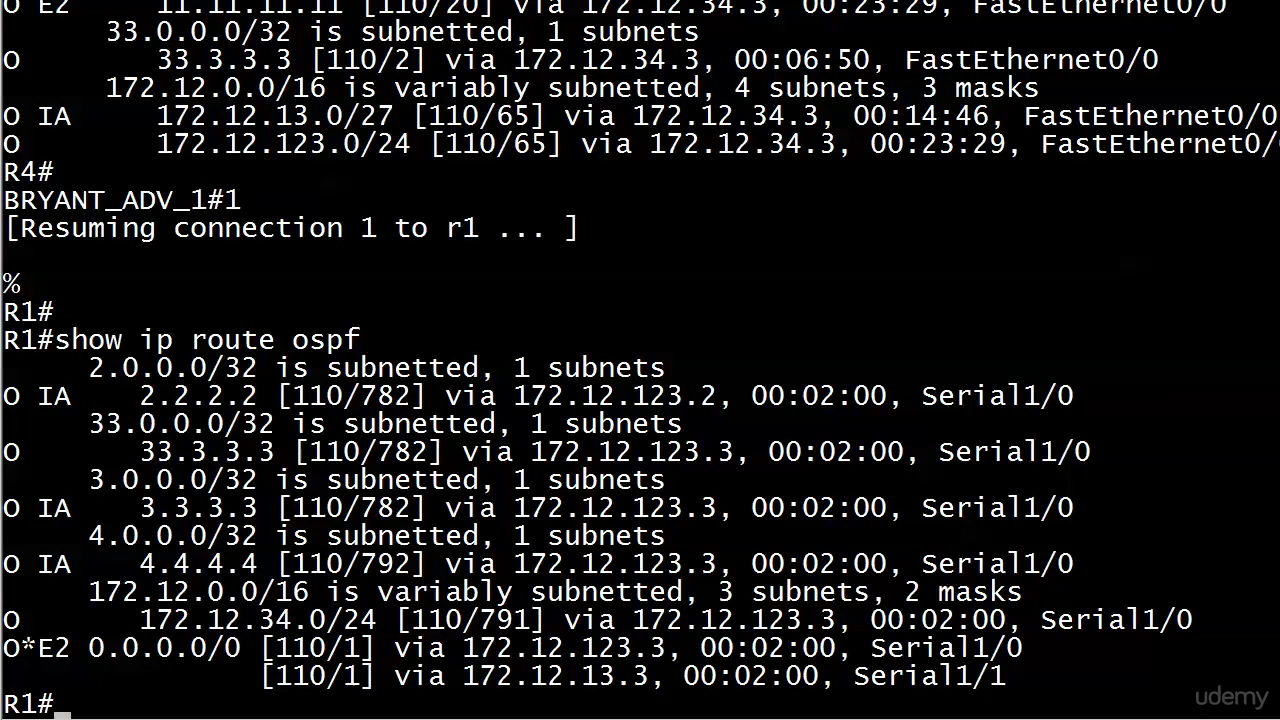 O E2     11.11.11.11 [110/20] via 172.12.34.3, 00:23:29, FastEthernet0/0
33.0.0.0/32 is subnetted, 1 subnets
O        33.3.3.3 [110/2] via 172.12.34.3, 00:06:50, FastEthernet0/0
172.12.0.0/16 is variably subnetted, 4 subnets, 3 masks
O IA     172.12.13.0/27 [110/65] via 172.12.34.3, 00:14:46, FastEthernet0/0
O        172.12.123.0/24 [110/65] via 172.12.34.3, 00:23:29, FastEthernet0/
R4#
BRYANT_ADV_1#1
[Resuming connection 1 to r1 ... ]
%
R1#
R1#show ip route ospf
2.0.0.0/32 is subnetted, 1 subnets
O IA    2.2.2.2 [110/782] via 172.12.123.2, 00:02:00, Serial1/0
33.0.0.0/32 is subnetted, 1 subnets
O       33.3.3.3 [110/782] via 172.12.123.3, 00:02:00, Serial1/0
3.0.0.0/32 is subnetted, 1 subnets
O IA    3.3.3.3 [110/782] via 172.12.123.3, 00:02:00, Serial1/0
4.0.0.0/32 is subnetted, 1 subnets
O IA    4.4.4.4 [110/792] via 172.12.123.3, 00:02:00, Serial1/0
172.12.0.0/16 is variably subnetted, 3 subnets, 2 masks
O       172.12.34.0/24 [110/791] via 172.12.123.3, 00:02:00, Serial1/0
O*E2 0.0.0.0/0 [110/1] via 172.12.123.3, 00:02:00, Serial1/0
[110/1] via 172.12.13.3, 00:02:00, Serial1/1
R1#
udemy